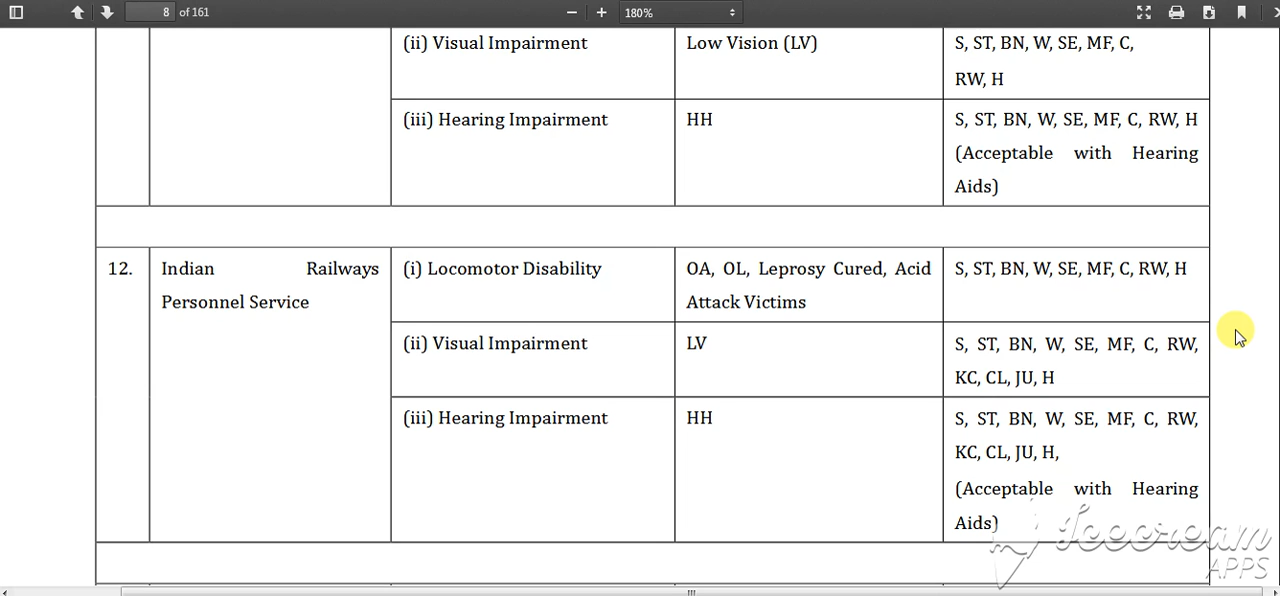 8 of 161
180%
(ii) Visual Impairment
Low Vision (LV)
S, ST, BN, W, SE, MF, C,
RW, H
(iii) Hearing Impairment
HH
S, ST, BN, W, SE, MF, C, RW, H
(Acceptable with Hearing
Aids)
12.
Indian Railways
Personnel Service
(i) Locomotor Disability
OA, OL, Leprosy Cured, Acid
Attack Victims
S, ST, BN, W, SE, MF, C, RW, H
(ii) Visual Impairment
LV
S, ST, BN, W, SE, MF, C, RW,
KC, CL, JU, H
(iii) Hearing Impairment
HH
S, ST, BN, W, SE, MF, C, RW,
KC, CL, JU, H,
(Acceptable with Hearing
Aids)
APPS